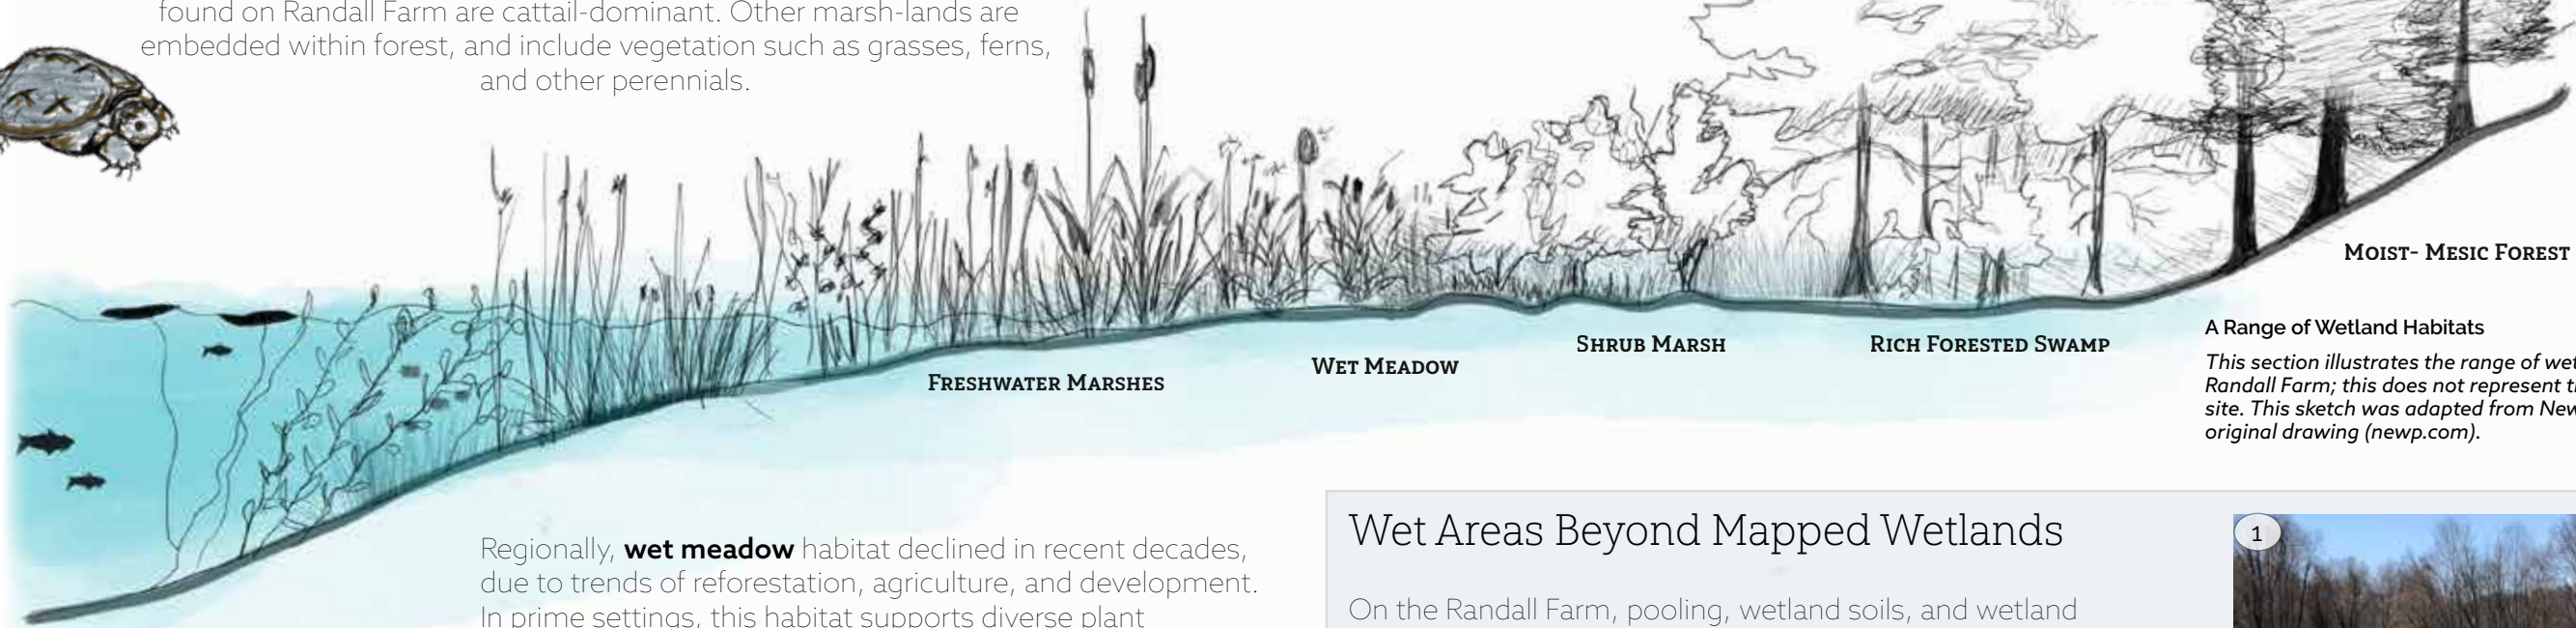 found on Randall Farm are cattail-dominant. Other marsh-lands are
embedded within forest, and include vegetation such as grasses, ferns,
and other perennials.
Freshwater Marshes
Wet Meadow
Shrub Marsh
Rich Forested Swamp
Moist- Mesic Forest
A Range of Wetland Habitats
This section illustrates the range of
Randall Farm; this does not represent
site. This sketch was adapted from
original drawing (newp.com).
Regionally, wet meadow habitat declined in recent decades,
due to trends of reforestation, agriculture, and development.
In prime settings, this habitat supports diverse plant
Wet Areas Beyond Mapped Wetlands
On the Randall Farm, pooling, wetland soils, and wetland
1